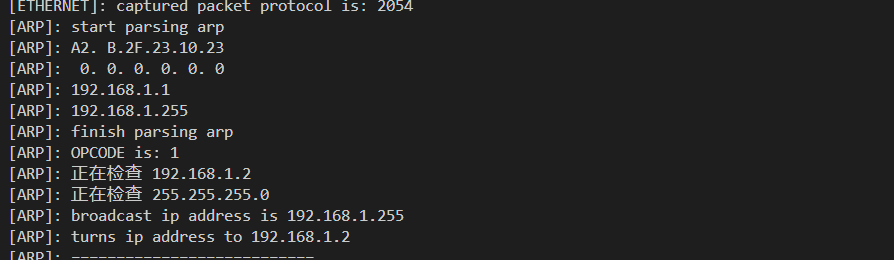 [ETHERNET]: captured packet protocol is: 2054
[ARP]: start parsing arp
[ARP]: A2. B.2F.23.10.23
[ARP]:  0. 0. 0. 0. 0. 0
[ARP]: 192.168.1.1
[ARP]: 192.168.1.255
[ARP]: finish parsing arp
[ARP]: OPCODE is: 1
[ARP]: 正在检查 192.168.1.2
[ARP]: 正在检查 255.255.255.0
[ARP]: broadcast ip address is 192.168.1.255
[ARP]: turns ip address to 192.168.1.2
[ARP]: ---------------------------